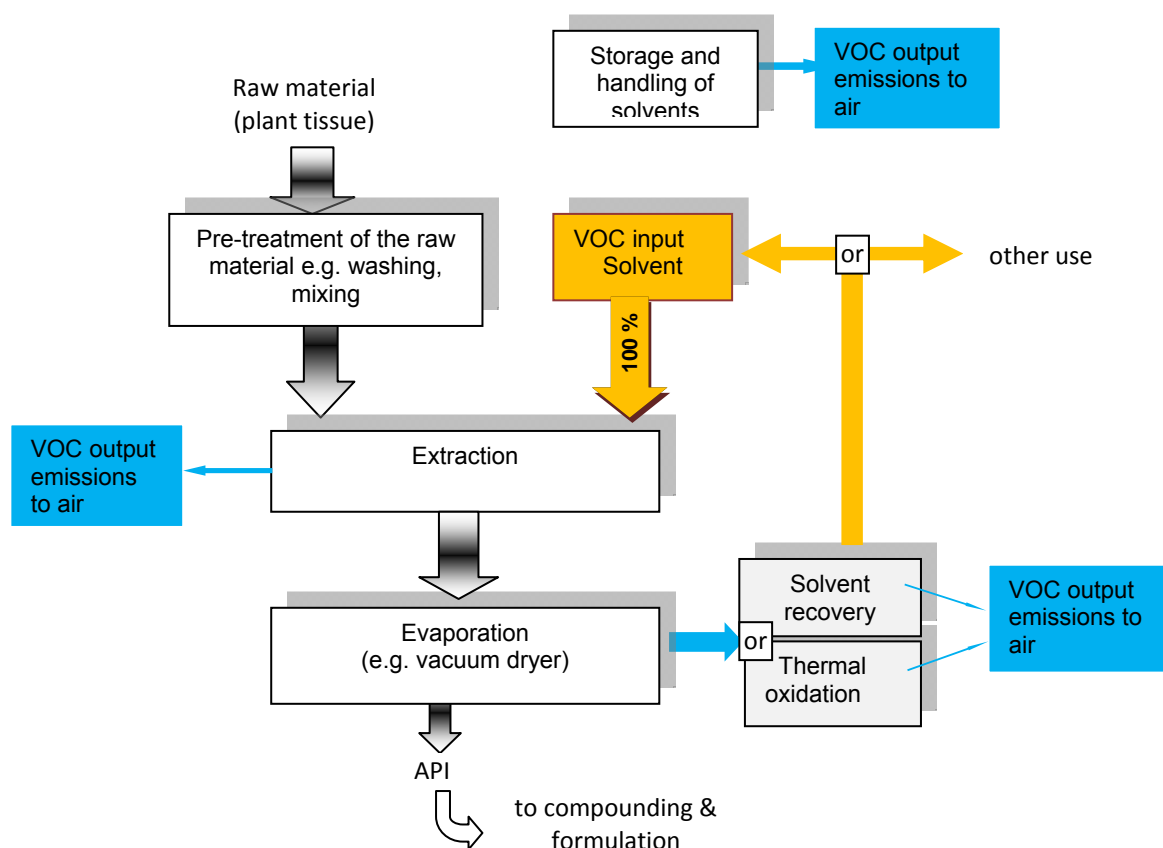 Storage and
handling of
solvents
VOC output
emissions to
air
Raw material
(plant tissue)
Pre-treatment of the raw
material e.g. washing,
mixing
VOC input
Solvent
or
other use
100 %
VOC output
emissions
to air
Extraction
Evaporation
(e.g. vacuum dryer)
or
Solvent
recovery
Thermal
oxidation
VOC output
emissions to
air
API
to compounding &
formulation